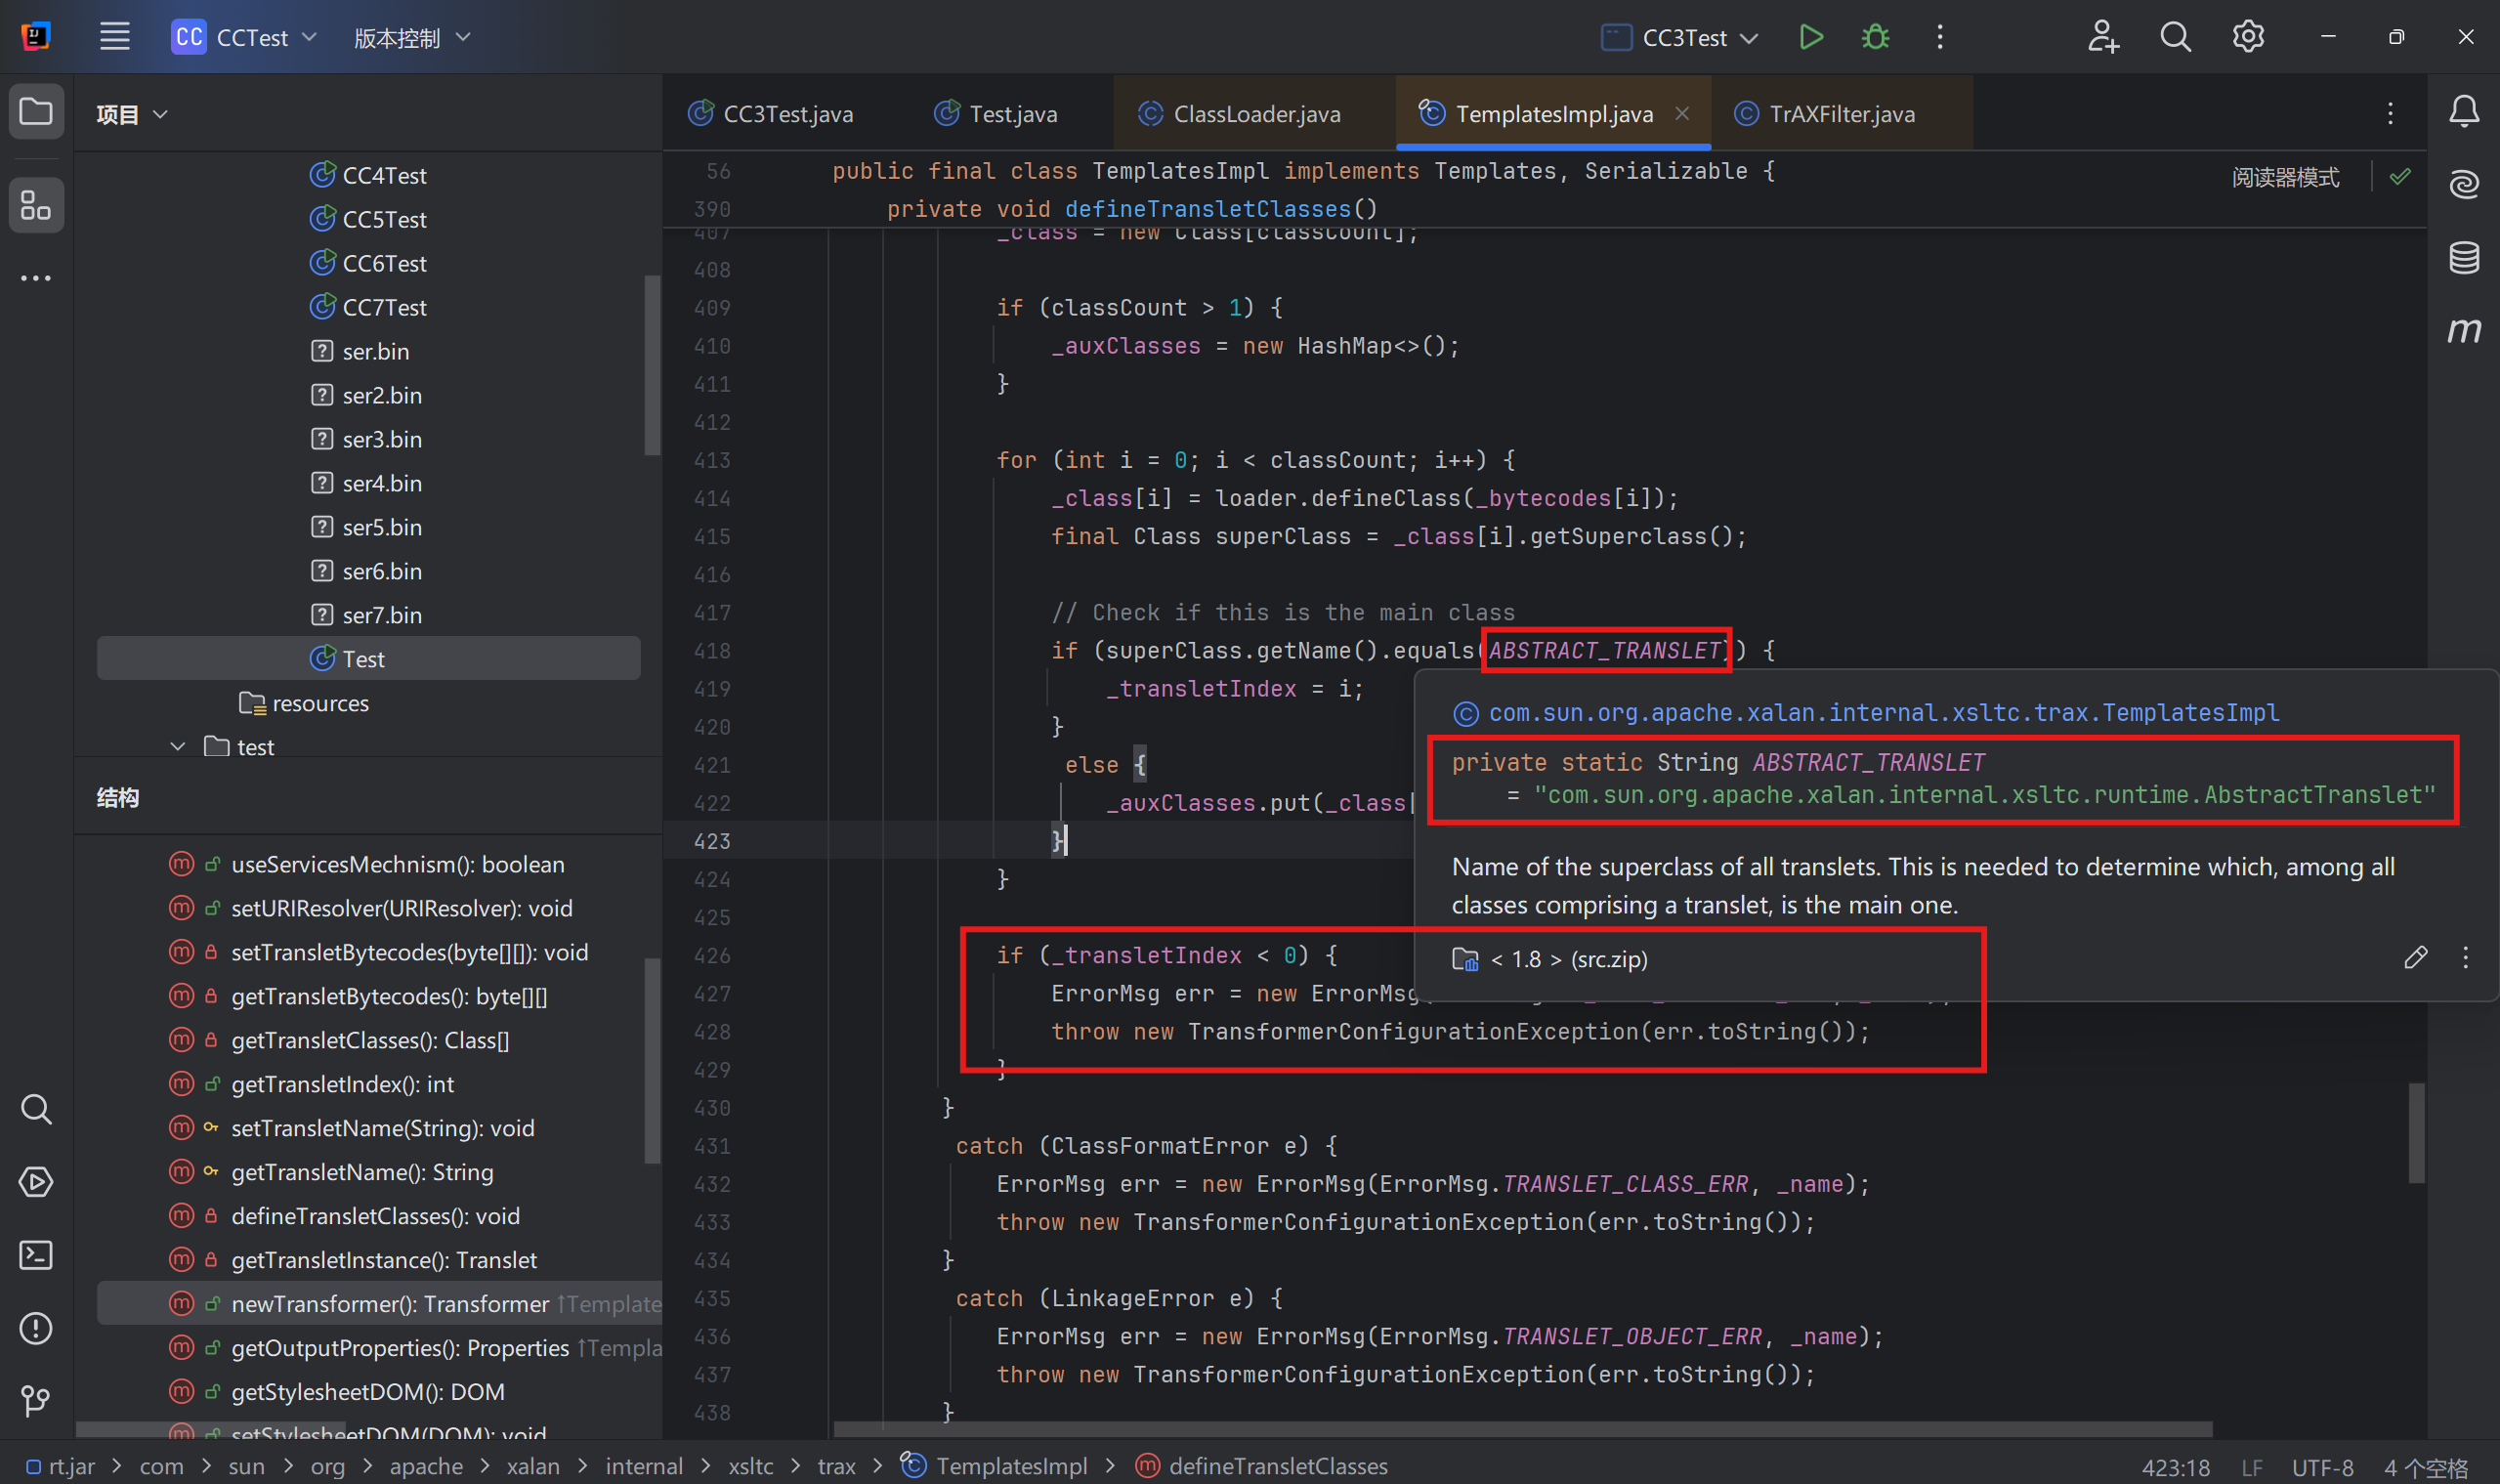 CC CCTest 版本控制 CC3Test
项目
CC4Test
CC5Test
CC6Test
CC7Test
ser.bin
ser2.bin
ser3.bin
ser4.bin
ser5.bin
ser6.bin
ser7.bin
Test
resources
test
结构
useServicesMechnism(): boolean
setURIResolver(URIResolver): void
setTransletBytecodes(byte[][]): void
getTransletBytecodes(): byte[][]
getTransletClasses(): Class[]
getTransletIndex(): int
setTransletName(String): void
getTransletName(): String
defineTransletClasses(): void
getTransletInstance(): Translet
newTransformer(): Transformer ↑Template
getOutputProperties(): Properties ↑Templa
getStylesheetDOM(): DOM
setStylesheetDOM(DOM): void
CC3Test.java Test.java ClassLoader.java TemplatesImpl.java TrAXFilter.java
阅读器模式
56 public final class TemplatesImpl implements Templates, Serializable {
390 private void defineTransletClasses()
407 _class = new Class[classCount];
408
409 if (classCount > 1) {
410 _auxClasses = new HashMap<>();
411 }
412
413 for (int i = 0; i < classCount; i++) {
414 _class[i] = loader.defineClass(_bytecodes[i]);
415 final Class superClass = _class[i].getSuperclass();
416
417 // Check if this is the main class
418 if (superClass.getName().equals(ABSTRACT_TRANSLET)) {
419 _transletIndex = i;
420 }
421 else {
422 _auxClasses.put(_class[
423 }
424 }
425
426 if (_transletIndex < 0) {
427 ErrorMsg err = new ErrorMsg(
428 throw new TransformerConfigurationException(err.toString());
429 }
430 }
431 catch (ClassFormatError e) {
432 ErrorMsg err = new ErrorMsg(ErrorMsg.TRANSLET_CLASS_ERR, _name);
433 throw new TransformerConfigurationException(err.toString());
434 }
435 catch (LinkageError e) {
436 ErrorMsg err = new ErrorMsg(ErrorMsg.TRANSLET_OBJECT_ERR, _name);
437 throw new TransformerConfigurationException(err.toString());
438 }
com.sun.org.apache.xalan.internal.xsltc.trax.TemplatesImpl
private static String ABSTRACT_TRANSLET
= "com.sun.org.apache.xalan.internal.xsltc.runtime.AbstractTranslet"
Name of the superclass of all translets. This is needed to determine which, among all
classes comprising a translet, is the main one.
< 1.8 > (src.zip)
rt.jar > com > sun > org > apache > xalan > internal > xsltc > trax > TemplatesImpl > defineTransletClasses 423:18 LF UTF-8 4 个空格